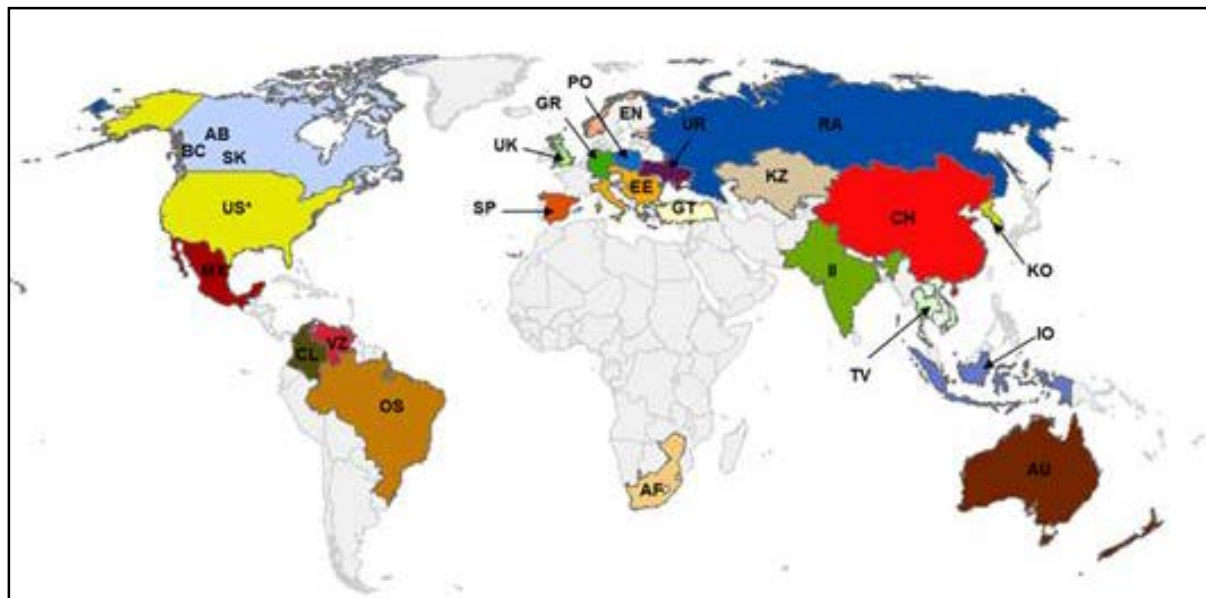 PO
GR
EN
AB
UR
RA
BC
SK
UK
KZ
EE
US*
SP
GT
CH
II
KO
MX*
IO
VZ
CL
TV
OS
AU
AF